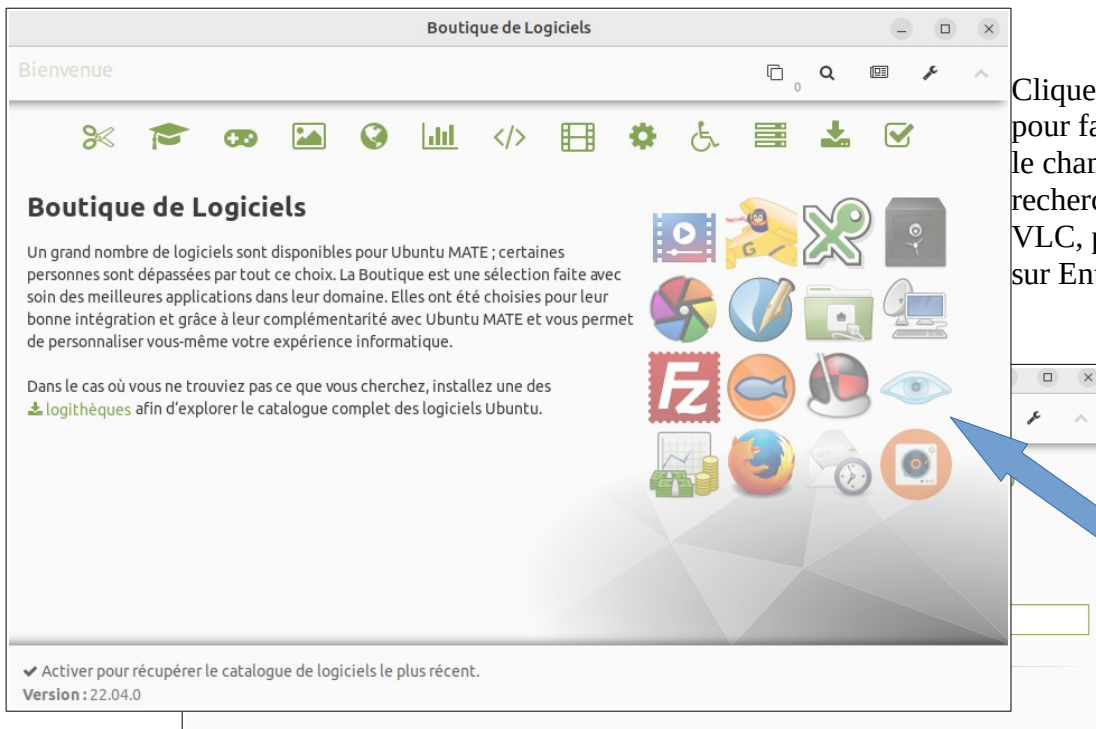 Boutique de Logiciels
Bienvenue
0
</>
Boutique de Logiciels
Un grand nombre de logiciels sont disponibles pour Ubuntu MATE ; certaines
personnes sont dépassées par tout ce choix. La Boutique est une sélection faite avec
soin des meilleures applications dans leur domaine. Elles ont été choisies pour leur
bonne intégration et grâce à leur complémentarité avec Ubuntu MATE et vous permet
de personnaliser vous-même votre expérience informatique.
Dans le cas où vous ne trouviez pas ce que vous cherchez, installez une des
logithèques afin d'explorer le catalogue complet des logiciels Ubuntu.
G
Fz
Activer pour récupérer le catalogue de logiciels le plus récent.
Version : 22.04.0
Clique
pour fa
le chan
recherc
VLC, p
sur Ent